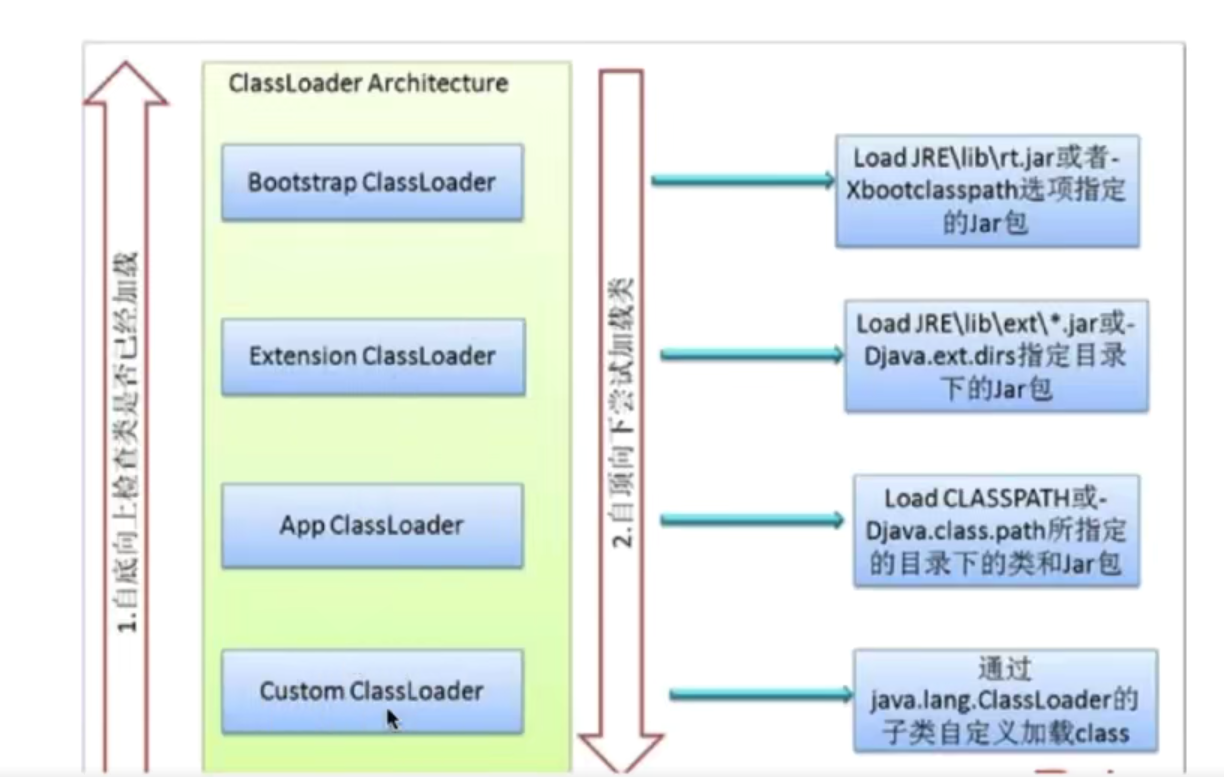 ClassLoader Architecture
1.自底向上检查类是否已经加载
Bootstrap ClassLoader
Extension ClassLoader
App ClassLoader
Custom ClassLoader
2.自顶向下尝试加载类
Load JRE\lib\rt.jar或者-
Xbootclasspath选项指定
的Jar包
Load JRE\lib\ext\*.jar或-
Djava.ext.dirs指定目录
下的Jar包
Load CLASSPATH或-
Djava.class.path所指定
的目录下的类和Jar包
通过
java.lang.ClassLoader的
子类自定义加载class